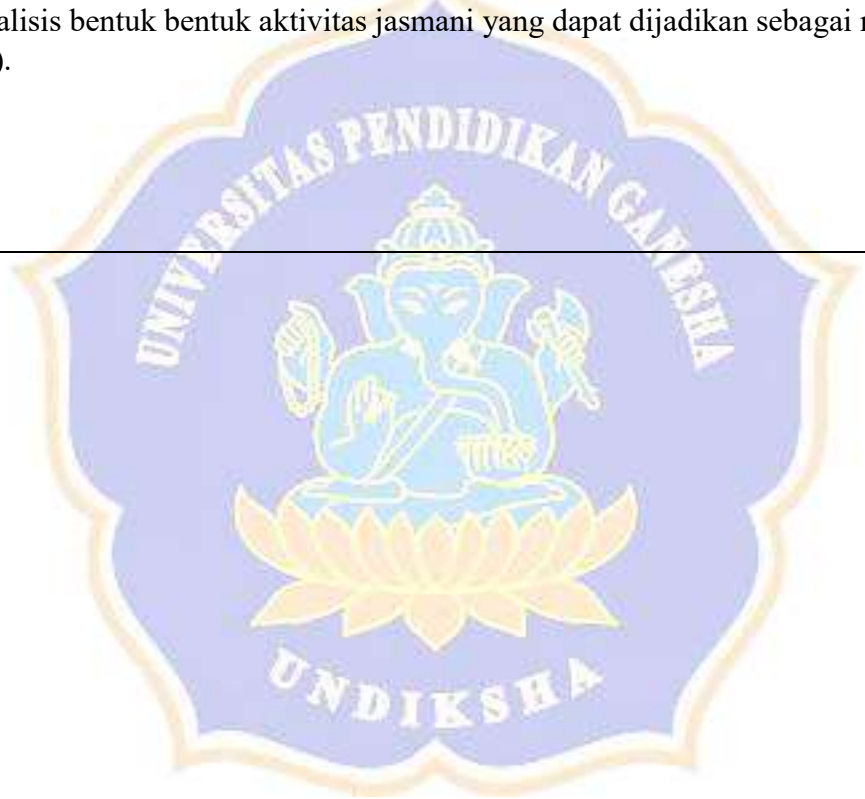 alisis bentuk bentuk aktivitas jasmani yang dapat dijadikan sebagai
).
UNIVERSITAS PENDIDIKAN GANESHA
UNDIKSHA